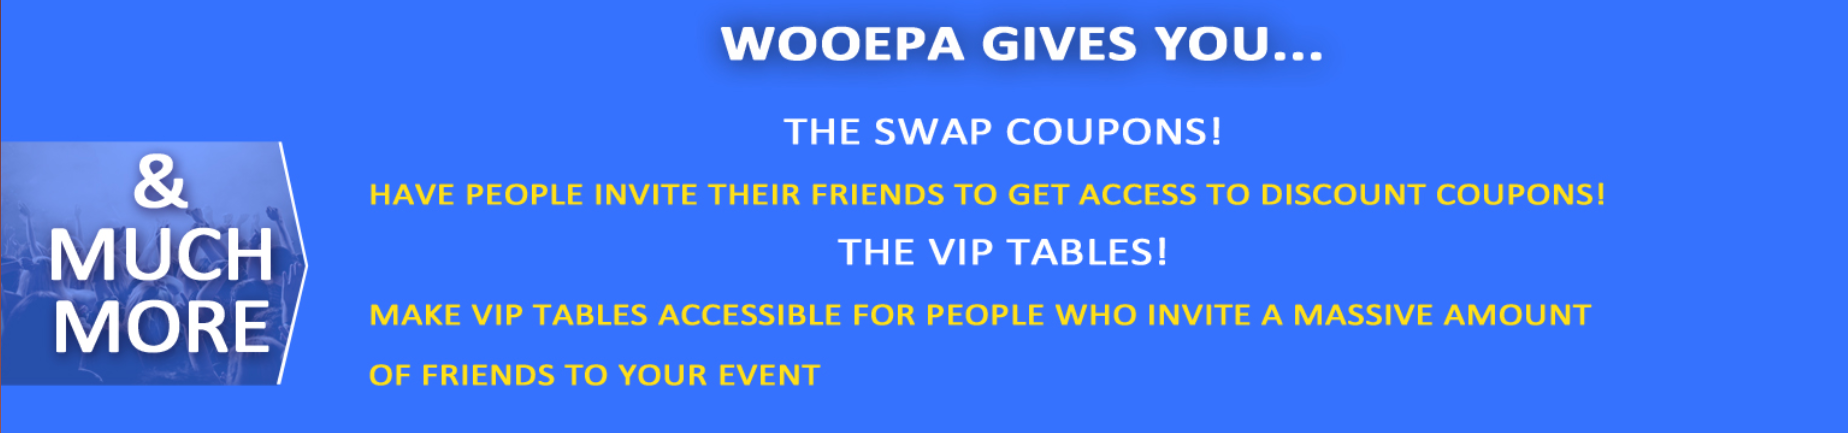 WOOEPA GIVES YOU...
THE SWAP COUPONS!
&
MUCH
MORE
HAVE PEOPLE INVITE THEIR FRIENDS TO GET ACCESS TO DISCOUNT COUPONS!
THE VIP TABLES!
MAKE VIP TABLES ACCESSIBLE FOR PEOPLE WHO INVITE A MASSIVE AMOUNT
OF FRIENDS TO YOUR EVENT